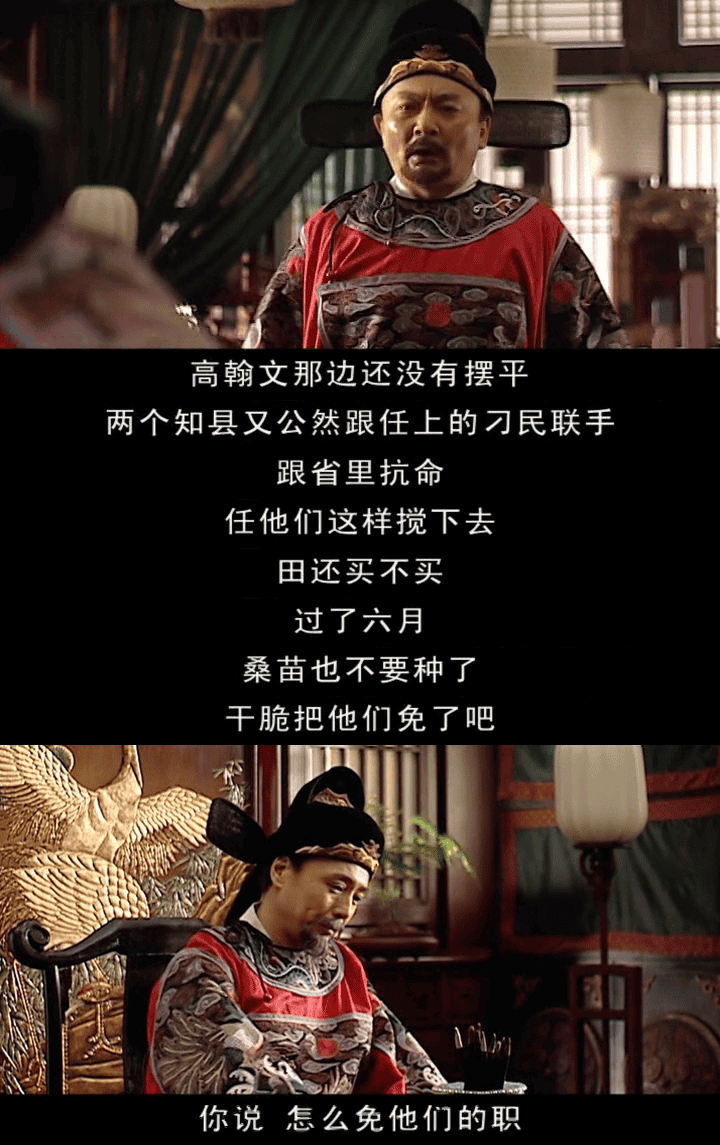 高翰文那边还没有摆平
两个知县又公然跟任上的刁民联手
跟省里抗命
任他们这样搅下去
田还买不买
过了六月
桑苗也不要种了
干脆把他们免了吧
你说 怎么免他们的职